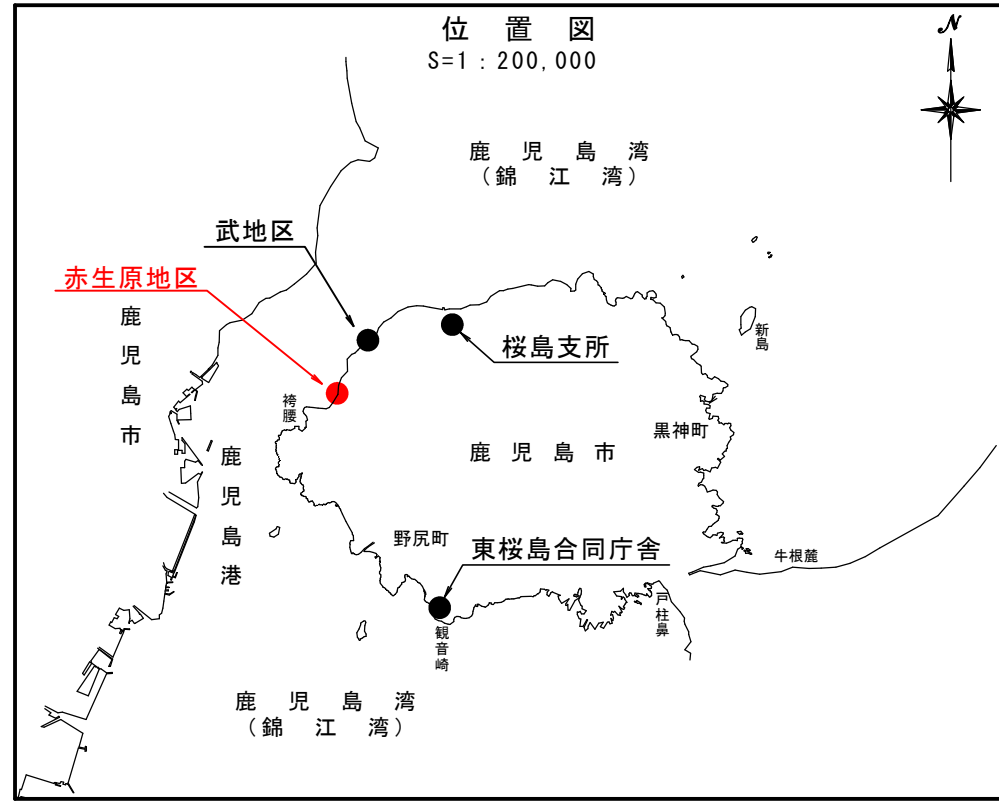 位置図
S=1：200,000
N
鹿児島湾
（錦江湾）
武地区
赤生原地区
鹿児島市
新島
桜島支所
袴腰
黒神町
鹿児島市
鹿児島港
野尻町
東桜島合同庁舎
牛根麓
戸柱鼻
観音崎
鹿児島湾
（錦江湾）